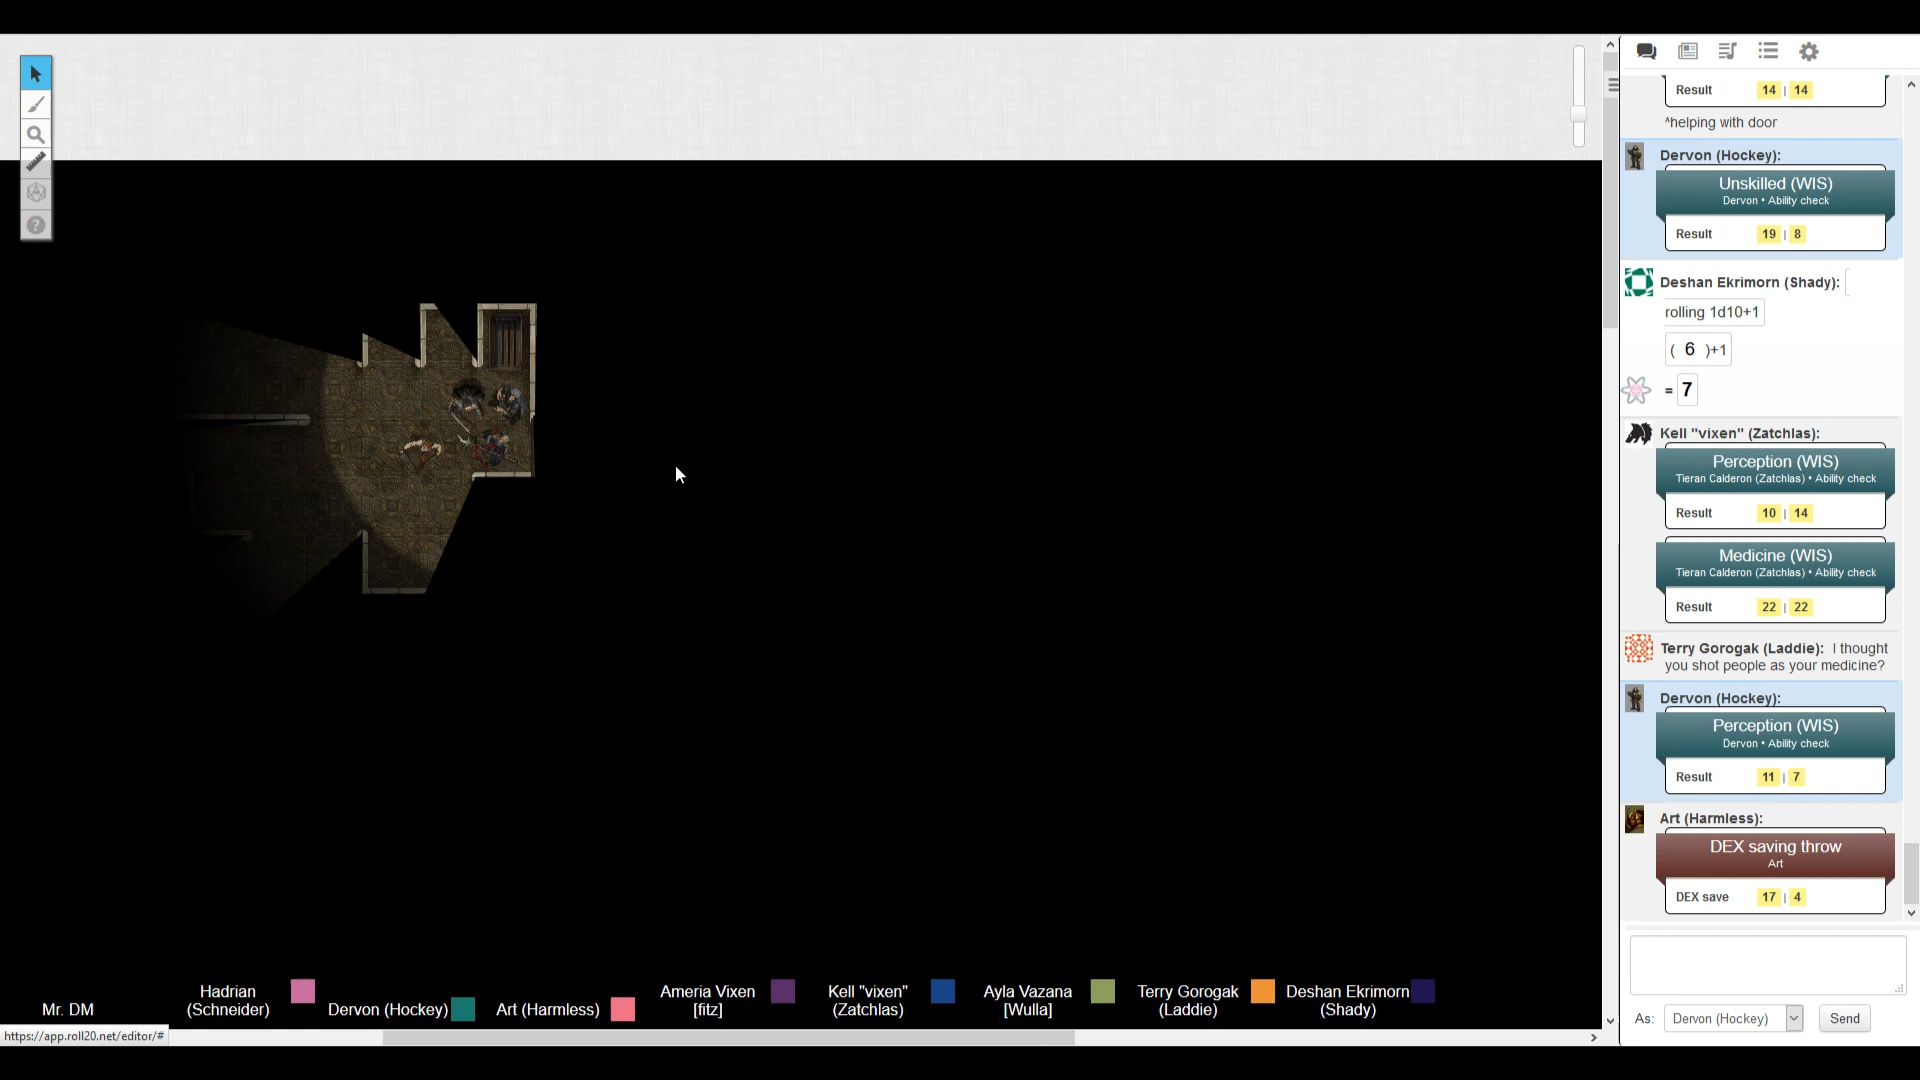 Result 14 | 14
^helping with door
Dervon (Hockey):
Unskilled (WIS)
Dervon • Ability check
Result 19 | 8
Deshan Ekrimorn (Shady):
rolling 1d10+1
( 6 )+1
= 7
Kell "vixen" (Zatchlas):
Perception (WIS)
Tieran Calderon (Zatchlas) • Ability check
Result 10 | 14
Medicine (WIS)
Tieran Calderon (Zatchlas) • Ability check
Result 22 | 22
Terry Gorogak (Laddie): I thought
you shot people as your medicine?
Dervon (Hockey):
Perception (WIS)
Dervon • Ability check
Result 11 | 7
Art (Harmless):
DEX saving throw
Art
DEX save 17 | 4
As: Dervon (Hockey) Send
Mr. DM
Hadrian
(Schneider)
Dervon (Hockey)
Art (Harmless)
Ameria Vixen
[fitz]
Kell "vixen"
(Zatchlas)
Ayla Vazana
[Wulla]
Terry Gorogak
(Laddie)
Deshan Ekrimorn
(Shady)
https://app.roll20.net/editor/#